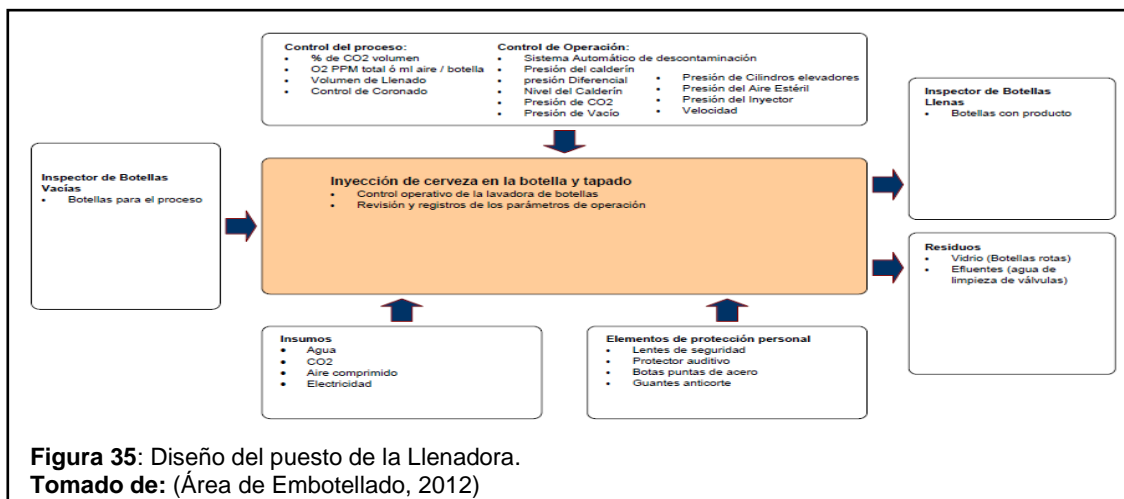 Control del proceso:
• % de CO2 volumen
• O2 PPM total ó ml aire / botella
• Volumen de Llenado
• Control de Coronado
Control de Operación:
• Sistema Automático de descontaminación
• Presión del calderín
• presión Diferencial
• Nivel del Calderín
• Presión de CO2
• Presión de Vacío
• Presión de Cilindros elevadores
• Presión del Aire Estéril
• Presión del Inyector
• Velocidad
Inspector de Botellas
Vacías
• Botellas para el proceso
Inyección de cerveza en la botella y tapado
• Control operativo de la lavadora de botellas
• Revisión y registros de los parámetros de operación
Inspector de Botellas
Llenas
• Botellas con producto
Residuos
• Vidrio (Botellas rotas)
• Efluentes (agua de
limpieza de válvulas)
Insumos
• Agua
• CO2
• Aire comprimido
• Electricidad
Elementos de protección personal
• Lentes de seguridad
• Protector auditivo
• Botas puntas de acero
• Guantes anticorte
Figura 35: Diseño del puesto de la Llenadora.
Tomado de: (Área de Embotellado, 2012)